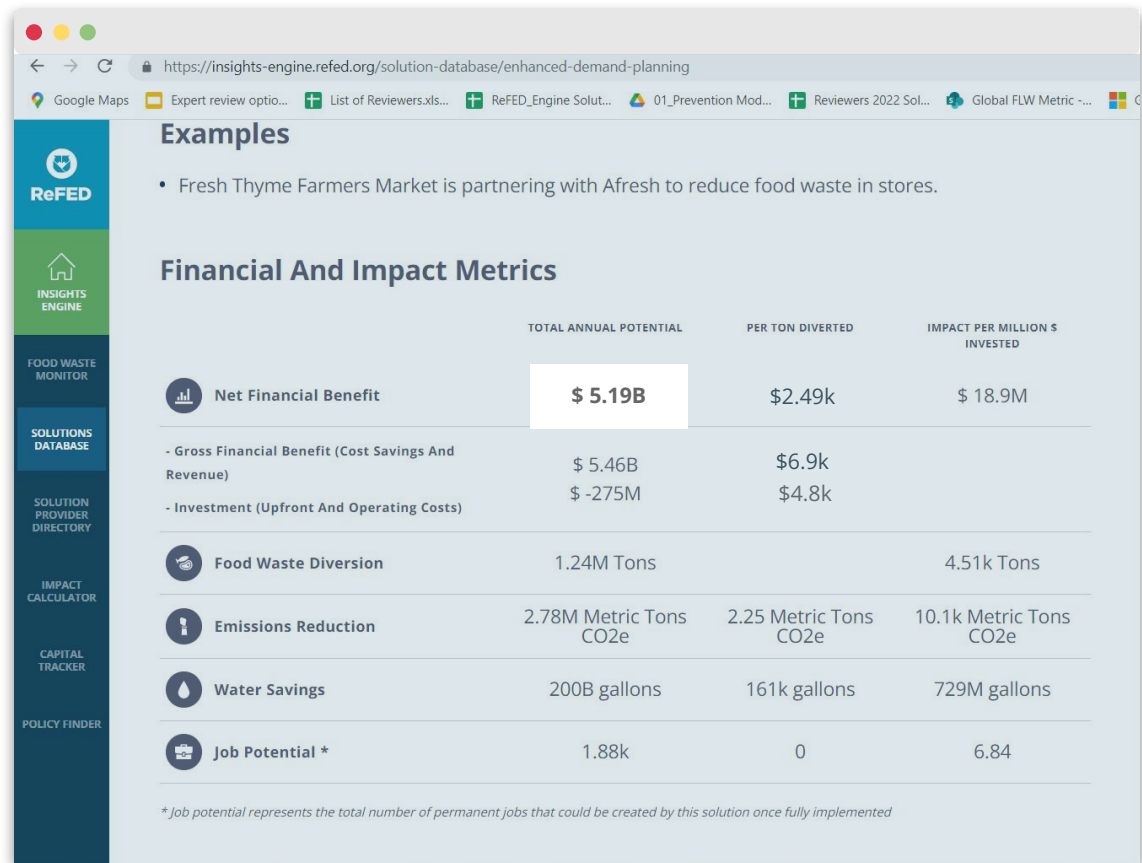 https://insights-engine.refed.org/solution-database/enhanced-demand-planning
Google Maps Expert review optio... List of Reviewers.xls... ReFED_Engine Solut... 01_Prevention Mod... Reviewers 2022 Sol... Global FLW Metric -...
ReFED
INSIGHTS
ENGINE
FOOD WASTE
MONITOR
SOLUTIONS
DATABASE
SOLUTION
PROVIDER
DIRECTORY
IMPACT
CALCULATOR
CAPITAL
TRACKER
POLICY FINDER
Examples
• Fresh Thyme Farmers Market is partnering with Afresh to reduce food waste in stores.
Financial And Impact Metrics
TOTAL ANNUAL POTENTIAL PER TON DIVERTED IMPACT PER MILLION $
INVESTED
Net Financial Benefit $ 5.19B $2.49k $ 18.9M
- Gross Financial Benefit (Cost Savings And
Revenue) $ 5.46B $6.9k
- Investment (Upfront And Operating Costs) $ -275M $4.8k
Food Waste Diversion 1.24M Tons 4.51k Tons
Emissions Reduction 2.78M Metric Tons 2.25 Metric Tons 10.1k Metric Tons
CO2e CO2e CO2e
Water Savings 200B gallons 161k gallons 729M gallons
Job Potential * 1.88k 0 6.84
* Job potential represents the total number of permanent jobs that could be created by this solution once fully implemented